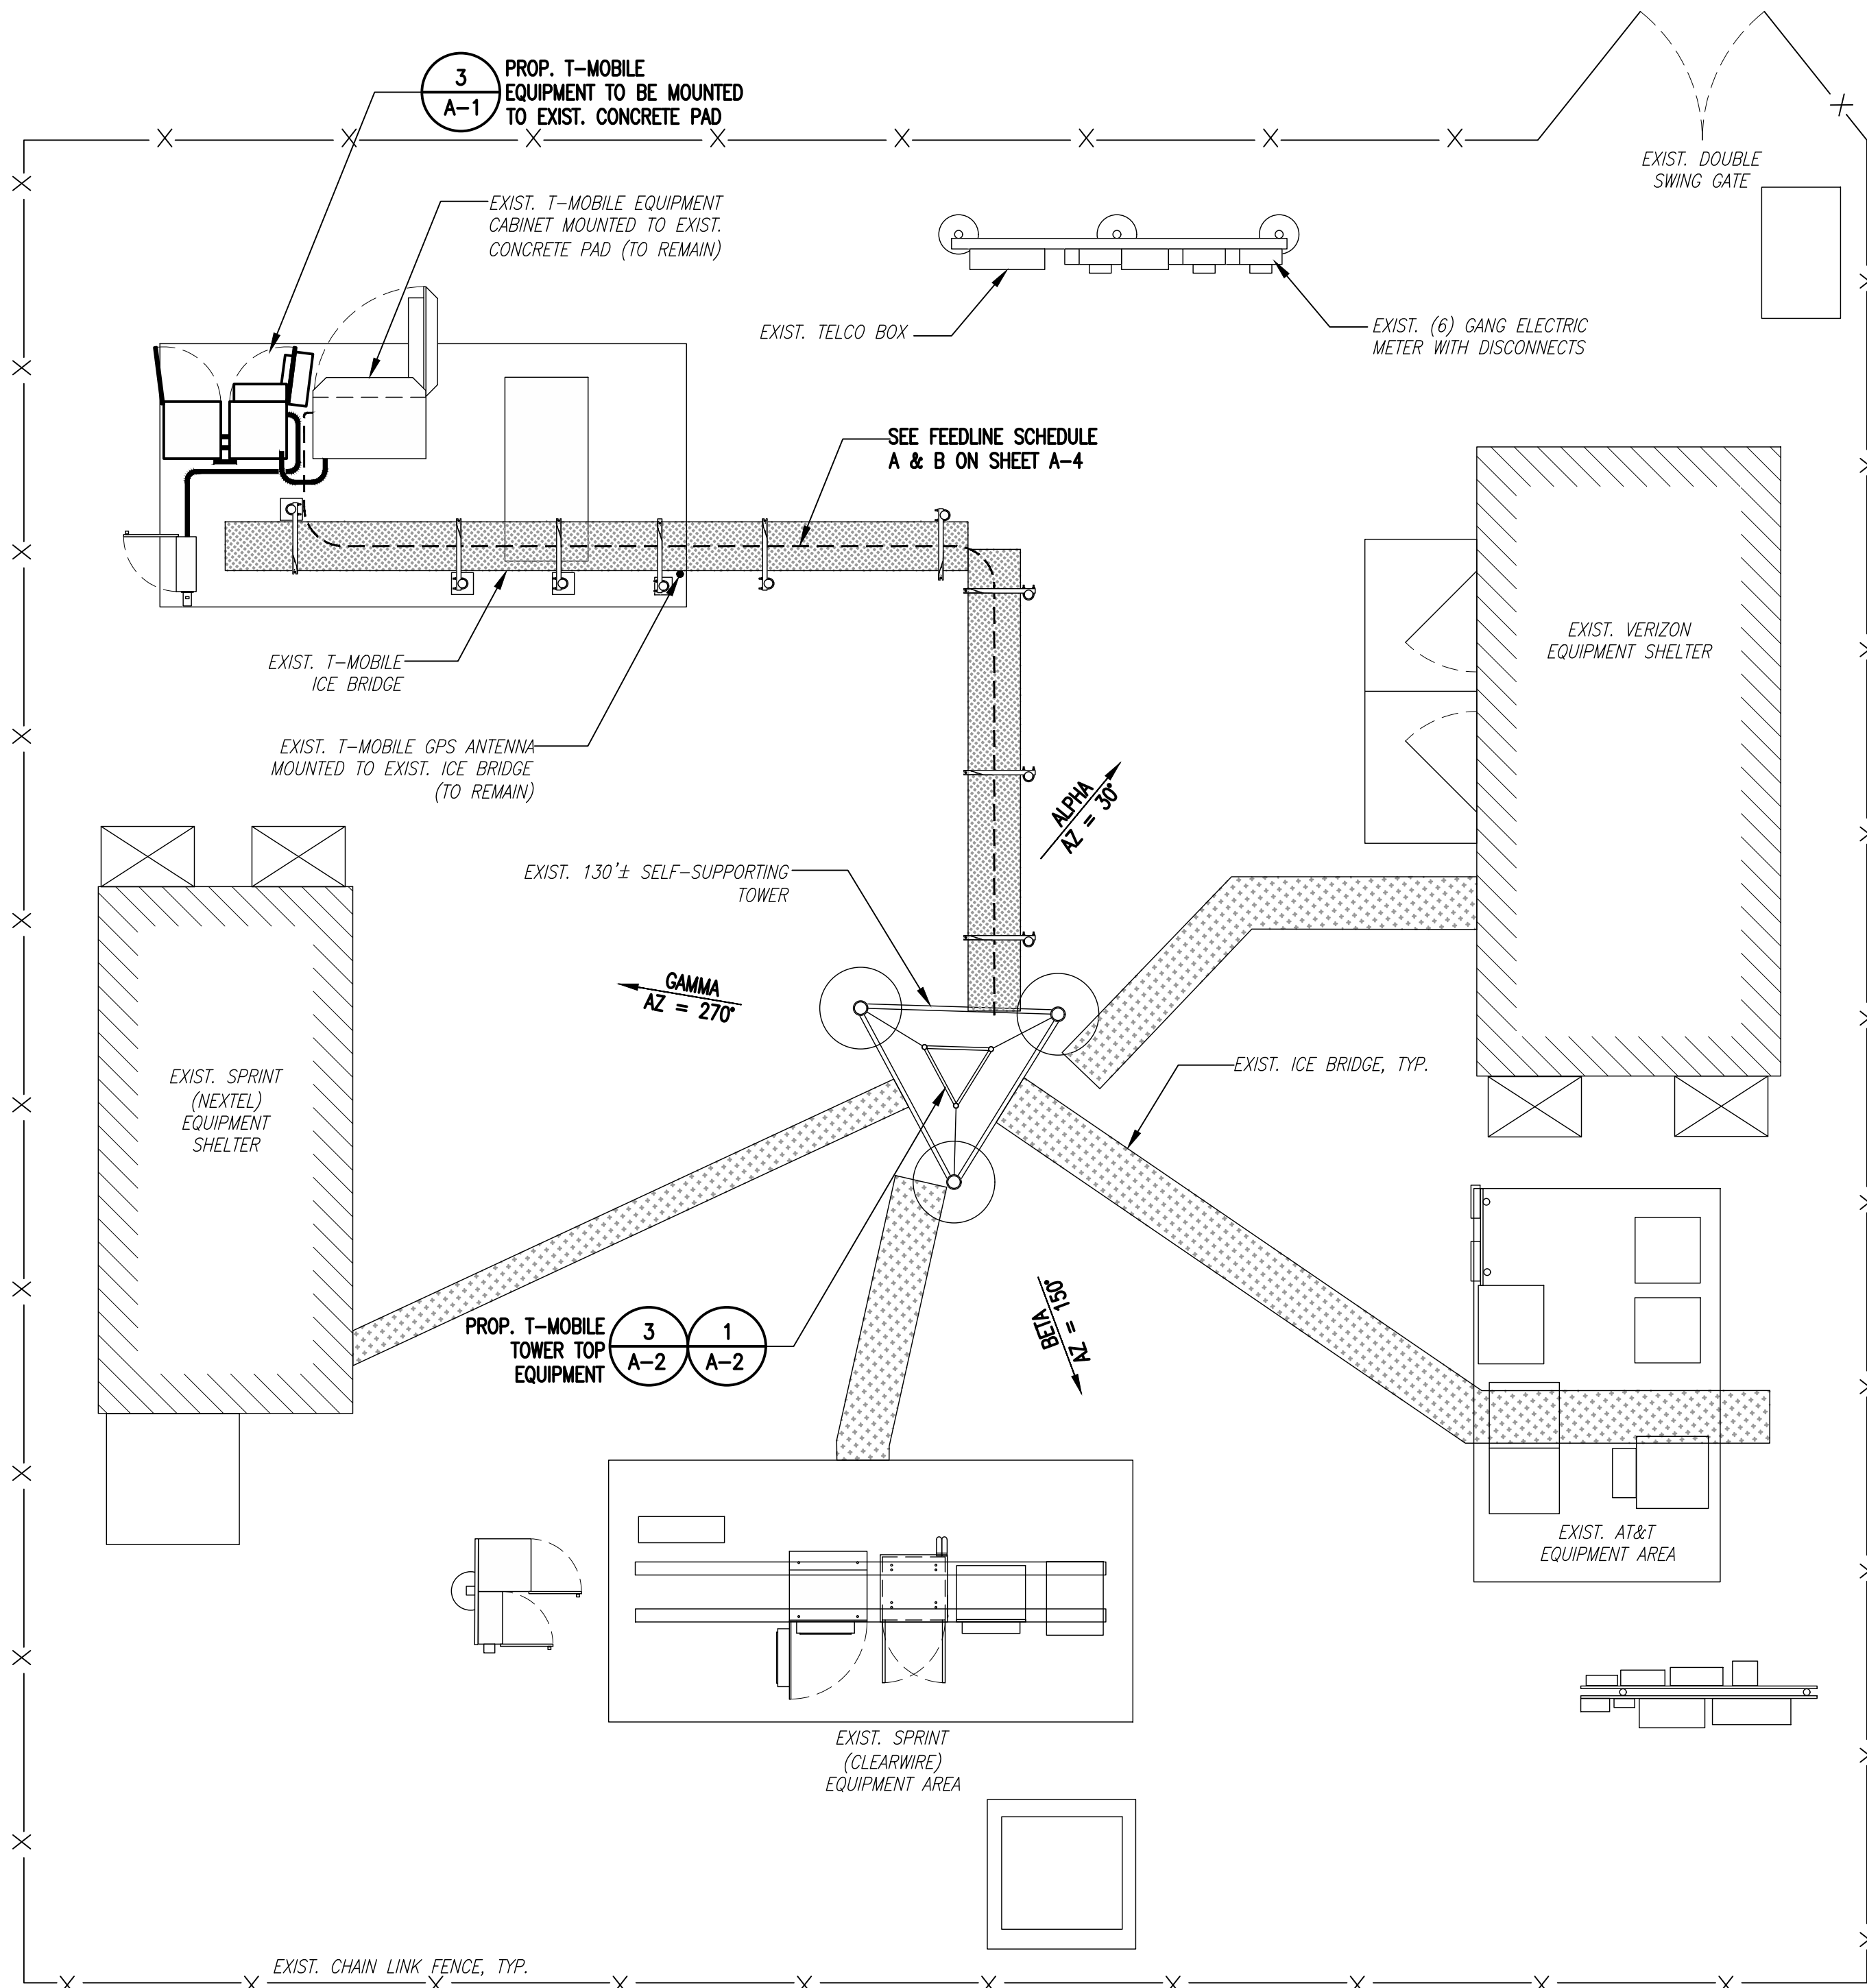 3
A-1
PROP. T-MOBILE
EQUIPMENT TO BE MOUNTED
TO EXIST. CONCRETE PAD
EXIST. DOUBLE
SWING GATE
EXIST. T-MOBILE EQUIPMENT
CABINET MOUNTED TO EXIST.
CONCRETE PAD (TO REMAIN)
EXIST. TELCO BOX
EXIST. (6) GANG ELECTRIC
METER WITH DISCONNECTS
SEE FEEDLINE SCHEDULE
A & B ON SHEET A-4
EXIST. VERIZON
EQUIPMENT SHELTER
EXIST. T-MOBILE
ICE BRIDGE
EXIST. T-MOBILE GPS ANTENNA
MOUNTED TO EXIST. ICE BRIDGE
(TO REMAIN)
ALPHA
AZ = 30°
EXIST. 130'± SELF-SUPPORTING
TOWER
GAMMA
AZ = 270°
EXIST. SPRINT
(NEXTEL)
EQUIPMENT
SHELTER
EXIST. ICE BRIDGE, TYP.
PROP. T-MOBILE
TOWER TOP
EQUIPMENT
3
A-2
1
A-2
BETA
AZ = 150°
EXIST. AT&T
EQUIPMENT AREA
EXIST. SPRINT
(CLEARWIRE)
EQUIPMENT AREA
EXIST. CHAIN LINK FENCE, TYP.